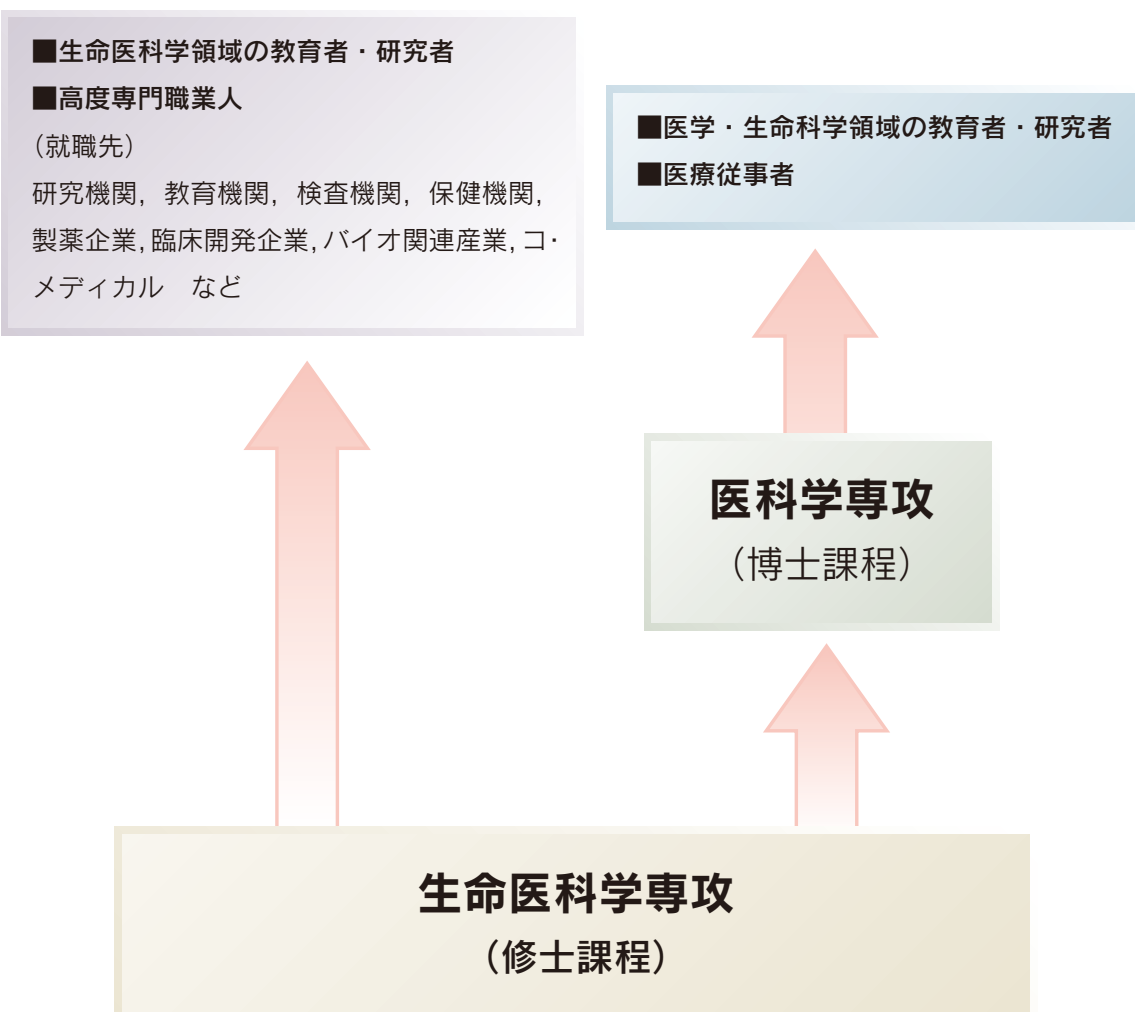 ■生命医科学領域の教育者・研究者
■高度専門職業人
（就職先）
研究機関，教育機関，検査機関，保健機関，
製薬企業，臨床開発企業，バイオ関連産業，コ・
メディカル　など
■医学・生命科学領域の教育者・研究者
■医療従事者
医科学専攻
（博士課程）
生命医科学専攻
（修士課程）